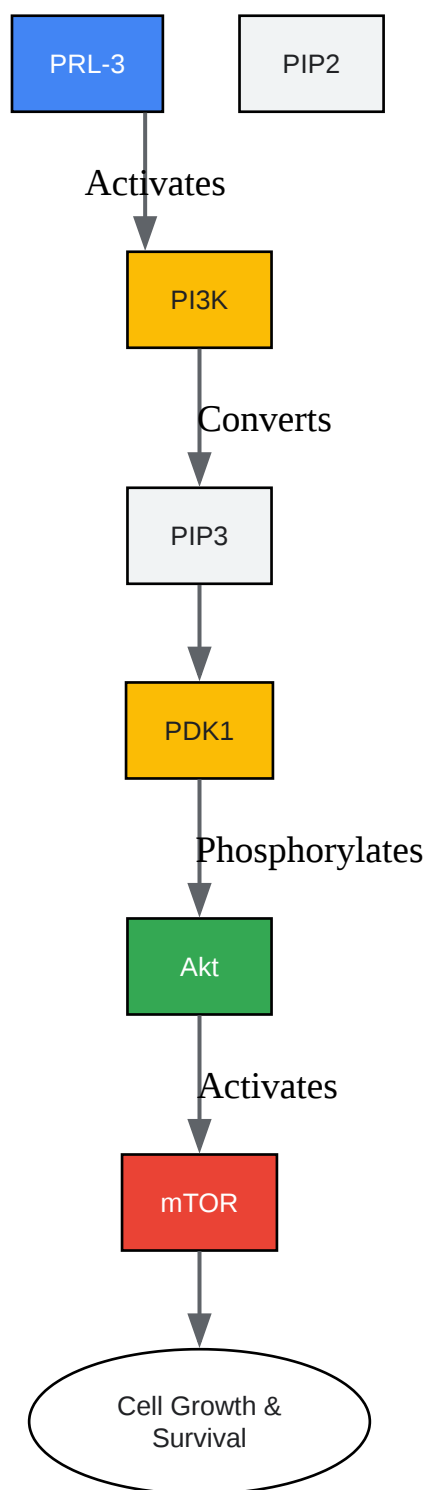 PRL-3
PIP2
Activates
PI3K
Converts
PIP3
PDK1
Phosphorylates
Akt
Activates
mTOR
Cell Growth &
Survival